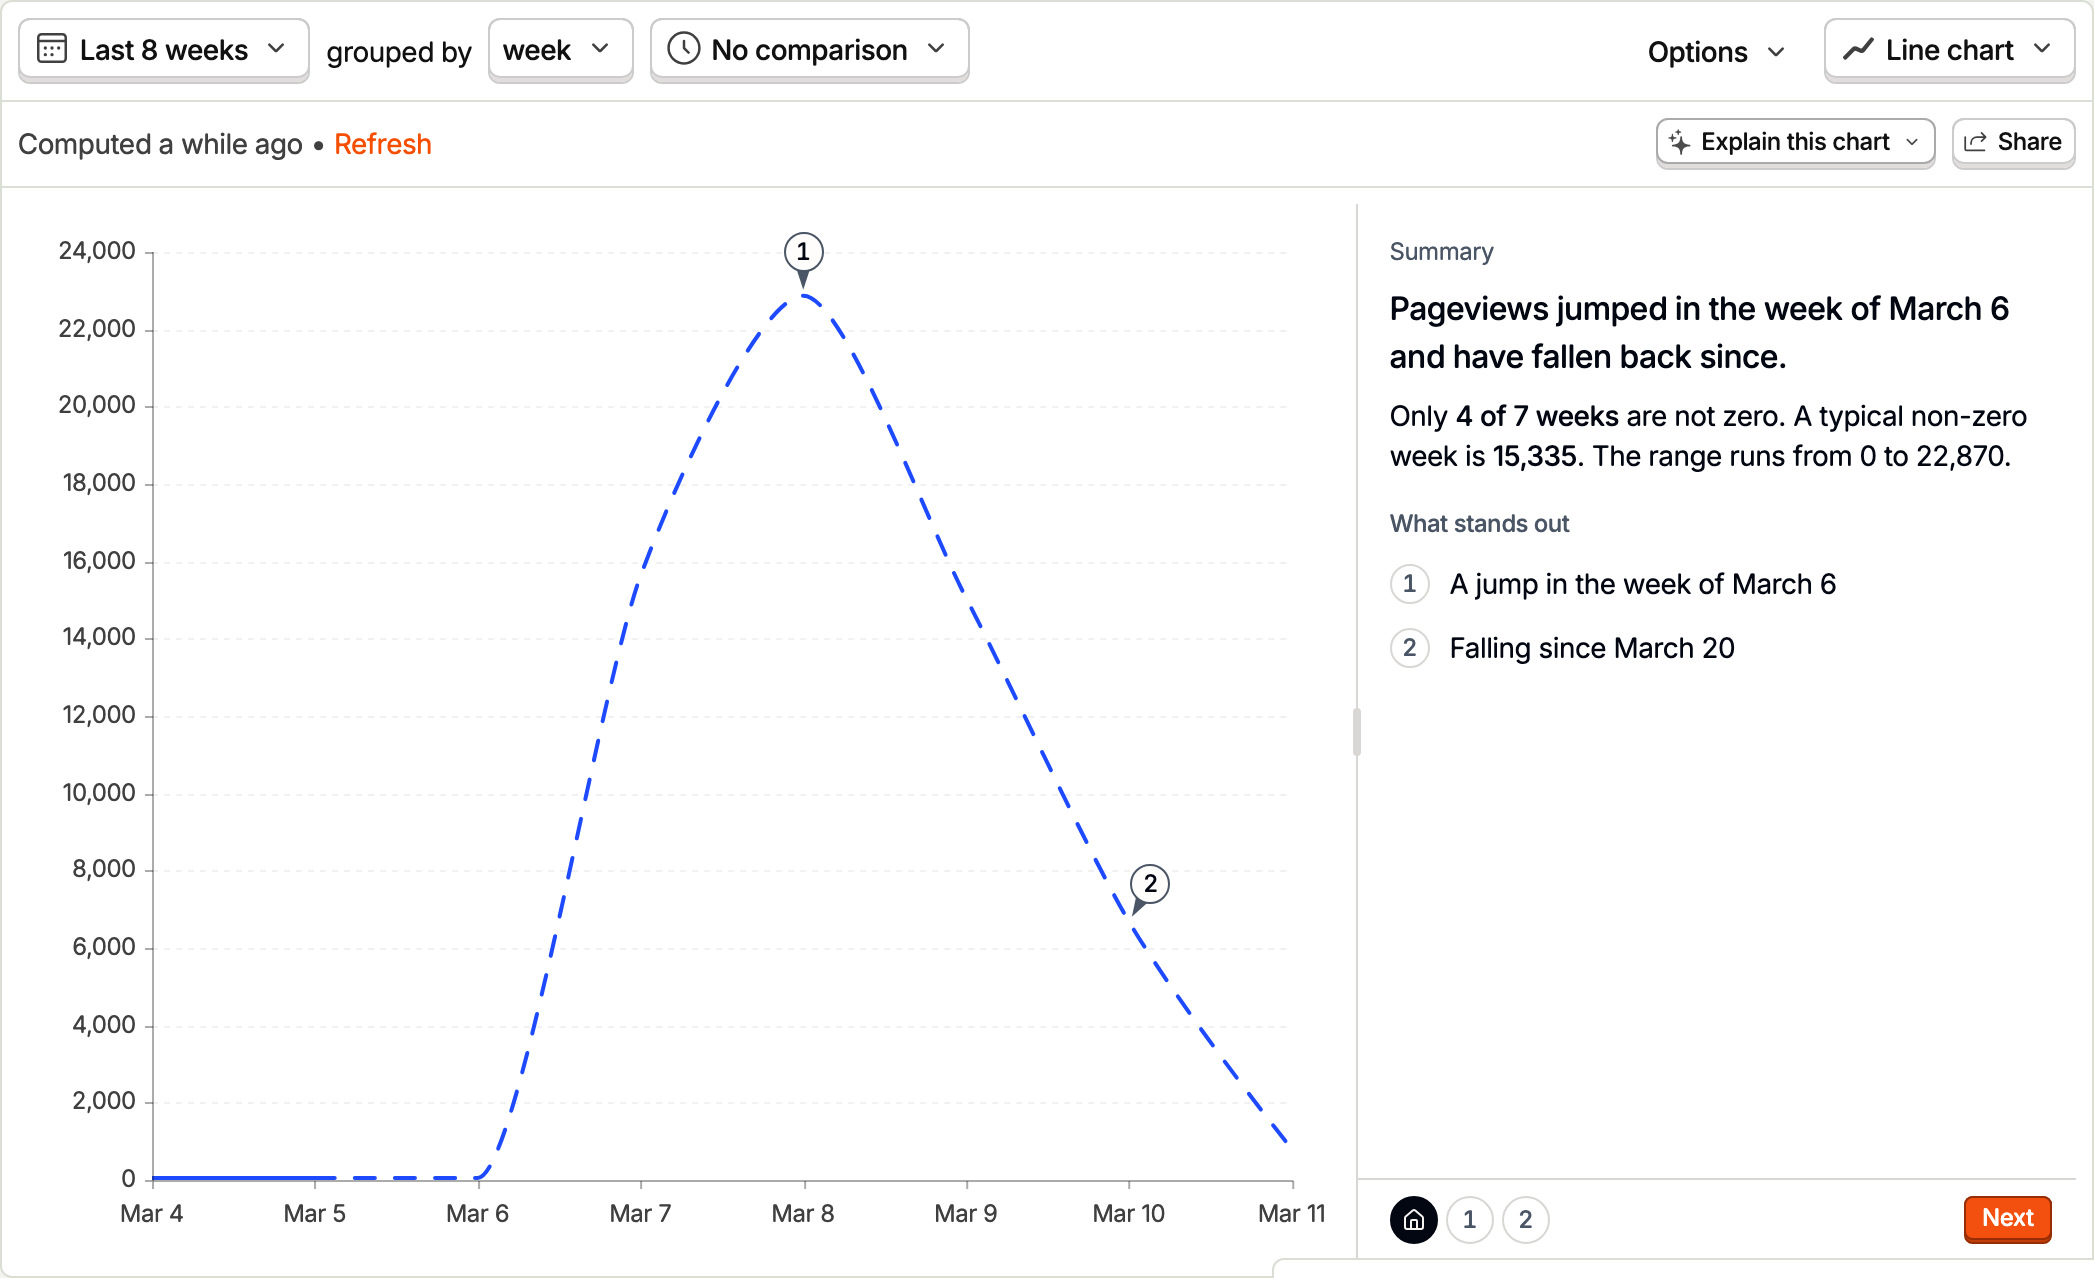 Last 8 weeks grouped by week No comparison Options Line chart
Computed a while ago • Refresh Explain this chart Share
24,000
22,000
20,000
18,000
16,000
14,000
12,000
10,000
8,000
6,000
4,000
2,000
0
Mar 4 Mar 5 Mar 6 Mar 7 Mar 8 Mar 9 Mar 10 Mar 11
1
2
Summary
Pageviews jumped in the week of March 6
and have fallen back since.
Only 4 of 7 weeks are not zero. A typical non-zero
week is 15,335. The range runs from 0 to 22,870.
What stands out
1 A jump in the week of March 6
2 Falling since March 20
1 2 Next